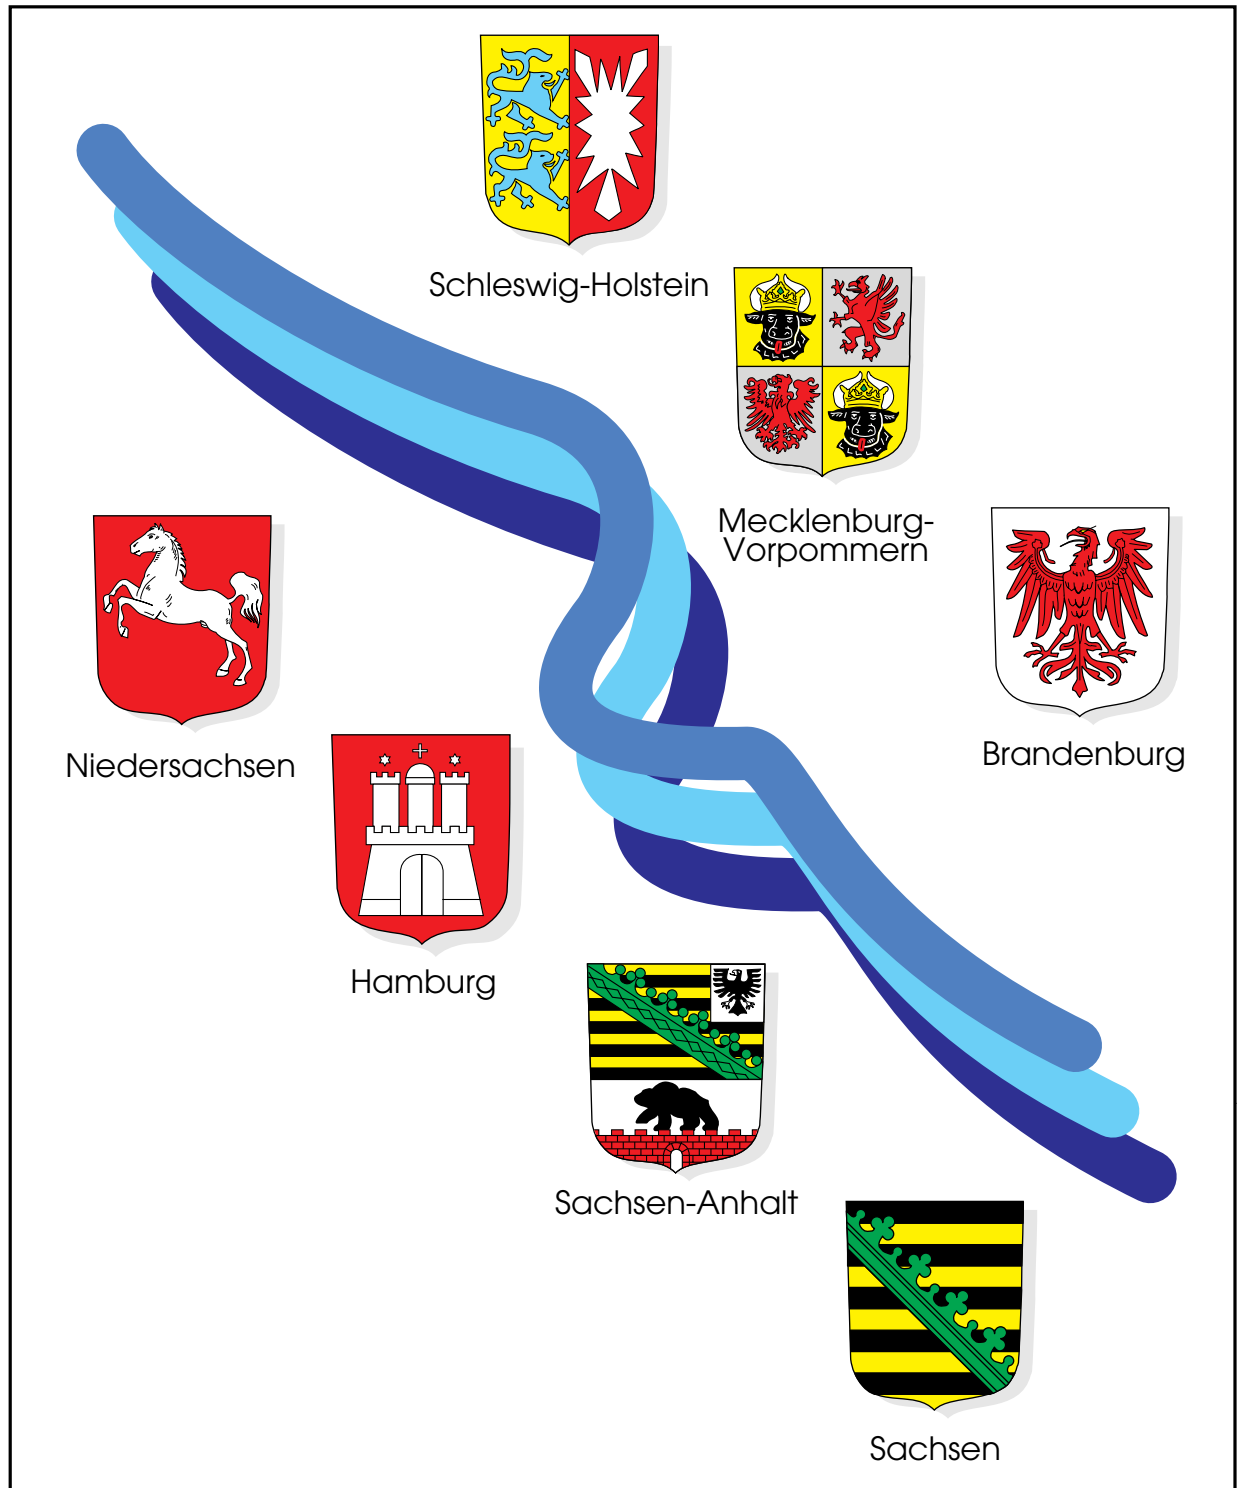 Schleswig-Holstein
Mecklenburg-
Vorpommern
Niedersachsen
Brandenburg
Hamburg
Sachsen-Anhalt
Sachsen